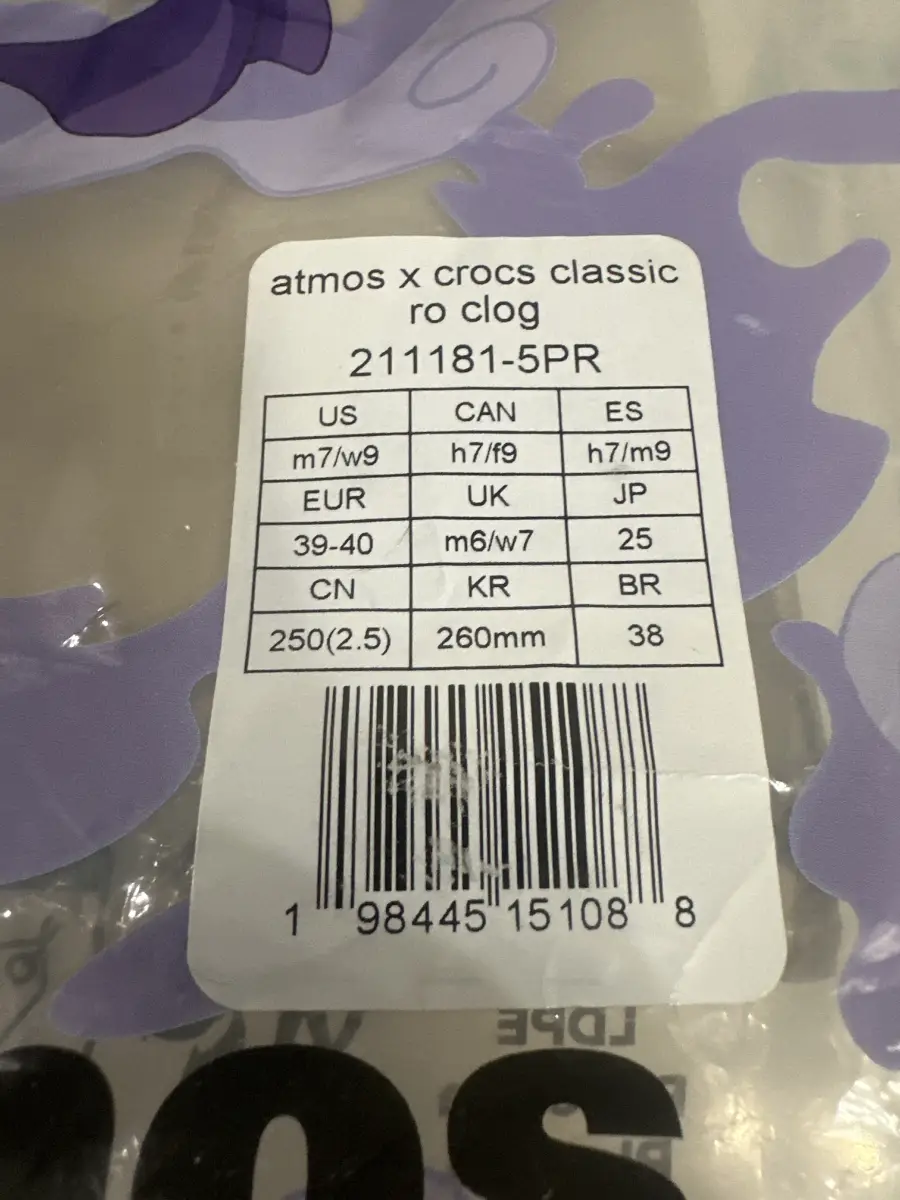 atmos x crocs classic
ro clog
211181-5PR
US CAN ES
m7/w9 h7/f9 h7/m9
EUR UK JP
39-40 m6/w7 25
CN KR BR
250(2.5) 260mm 38
1 98445 15108 8
LDPE
os